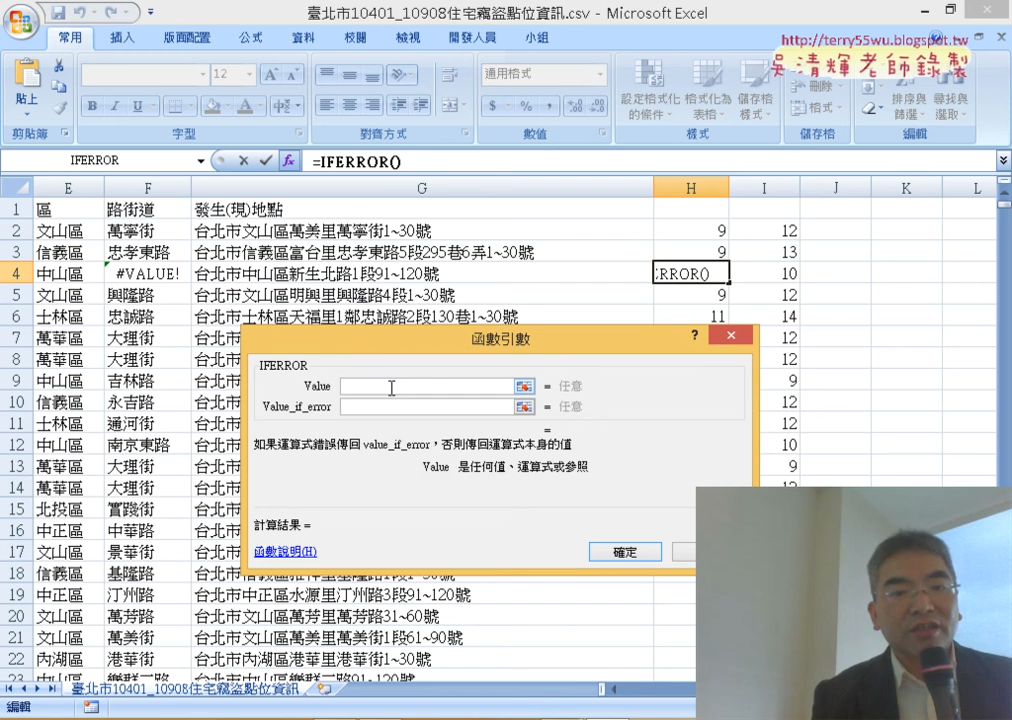 臺北市10401_10908住宅竊盜點位資訊.csv - Microsoft Excel
常用 插入 版面配置 公式 資料 校閱 檢視 開發人員 小組
http://terry55wu.blogspot.tw
吳清輝老師錄製
貼上 12 通用格式 設定格式化的條件 格式化為表格 儲存格樣式 刪除 格式 排序與篩選 尋找與選取
剪貼簿 字型 對齊方式 數值 樣式 儲存格 編輯
IFERROR =IFERROR()
E F G H I J K L
1 區 路街道 發生(現)地點
2 文山區 萬寧街 台北市文山區萬美里萬寧街1~30號 9 12
3 信義區 忠孝東路 台北市信義區富台里忠孝東路5段295巷6弄1~30號 9 13
4 中山區 #VALUE! 台北市中山區新生北路1段91~120號 RROR() 10
5 文山區 興隆路 台北市文山區明興里興隆路4段1~30號 9 12
6 士林區 忠誠路 台北市士林區天福里1鄰忠誠路2段130巷1~30號 11 14
7 萬華區 大理街 12
8 萬華區 大理街 12
9 中山區 吉林路 9
10 信義區 永吉路 12
11 士林區 通河街 12
12 中山區 南京東路 10
13 萬華區 大理街 9
14 萬華區 大理街 12
15 北投區 實踐街
16 中正區 中華路
17 文山區 景華街
18 信義區 基隆路
19 中正區 汀州路 台北市中正區水源里汀州路3段91~120號
20 文山區 萬芳路 台北市文山區萬芳里萬芳路31~60號
21 文山區 萬美街 台北市文山區萬美里萬美街1段61~90號
22 內湖區 港華街 台北市內湖區港華里港華街1~30號
函數引數
IFERROR
Value = 任意
Value_if_error = 任意
=
如果運算式錯誤傳回 value_if_error，否則傳回運算式本身的值
Value 是任何值、運算式或參照
計算結果 =
函數說明(H)
確定
臺北市10401_10908住宅竊盜點位資訊
編輯